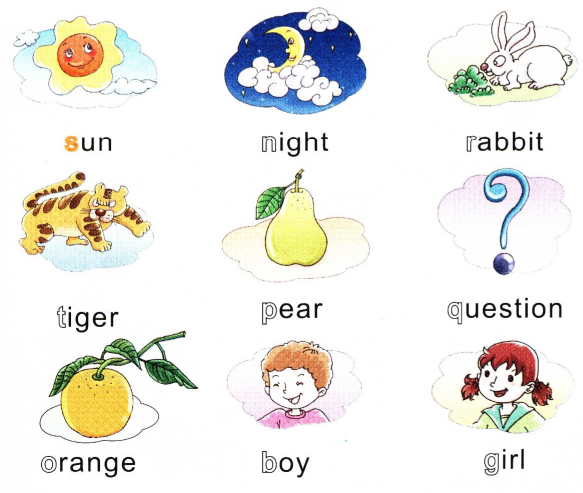 sun night rabbit
tiger pear question
orange boy girl